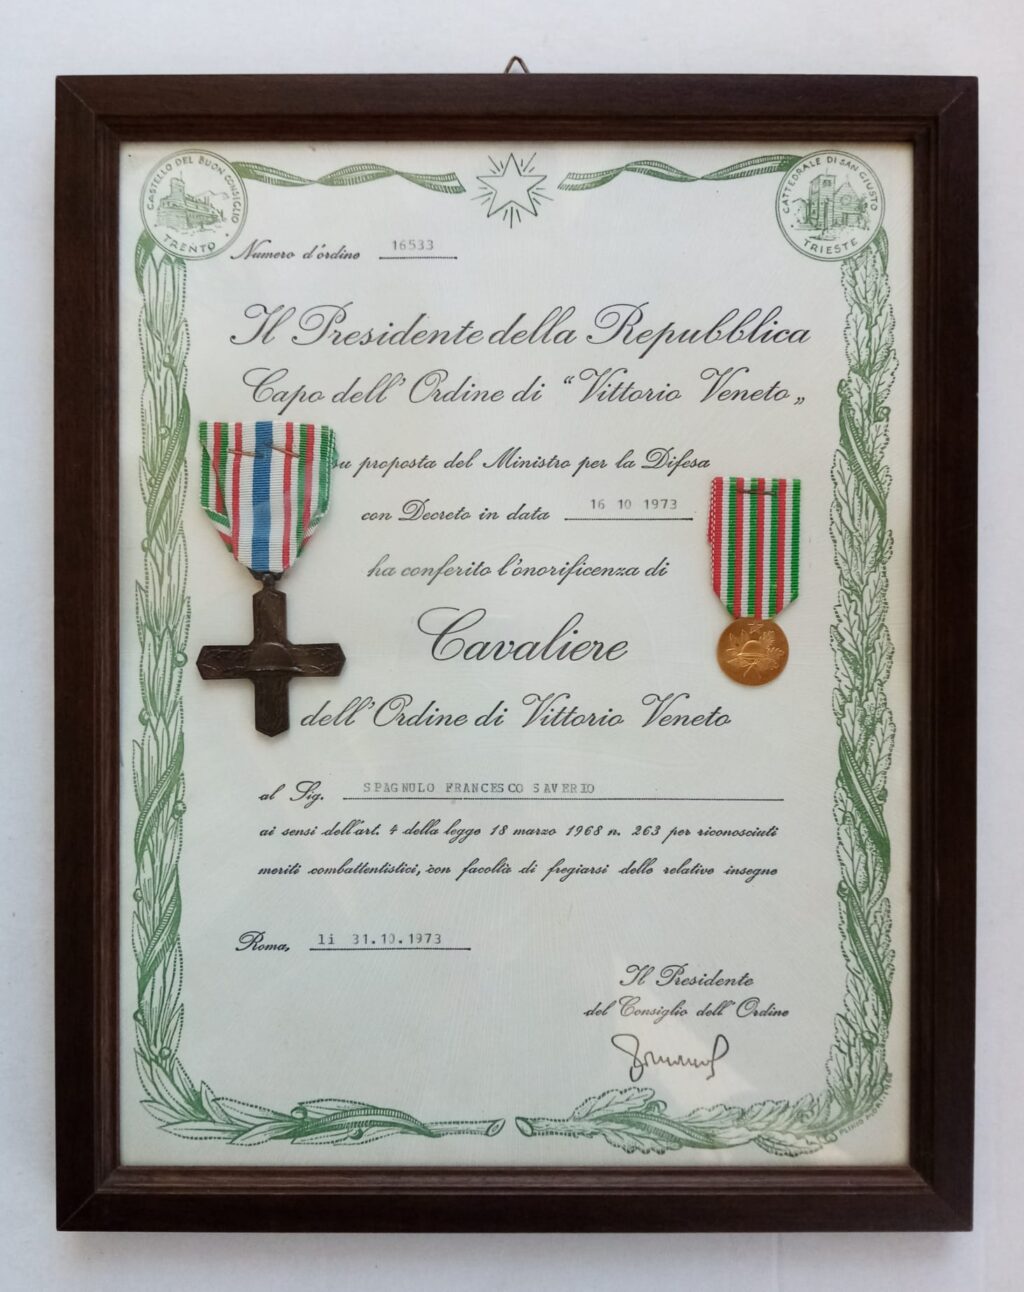 CASTELLO DEL BUON CONSIGLIO
TRENTO
CATTEDRALE DI SAN GIUSTO
TRIESTE
Numero d'ordine 16533
Il Presidente della Repubblica
Capo dell'Ordine di "Vittorio Veneto„
su proposta del Ministro per la Difesa
con Decreto in data 16 10 1973
ha conferito l'onorificenza di
Cavaliere
dell'Ordine di Vittorio Veneto
al Sig. SPAGNULO FRANCESCO SAVERIO
ai sensi dell'art. 4 della legge 18 marzo 1968 n. 263 per riconosciuti
meriti combattentistici, con facoltà di fregiarsi delle relative insegne
Roma, li 31.10.1973
Il Presidente
del Consiglio dell'Ordine